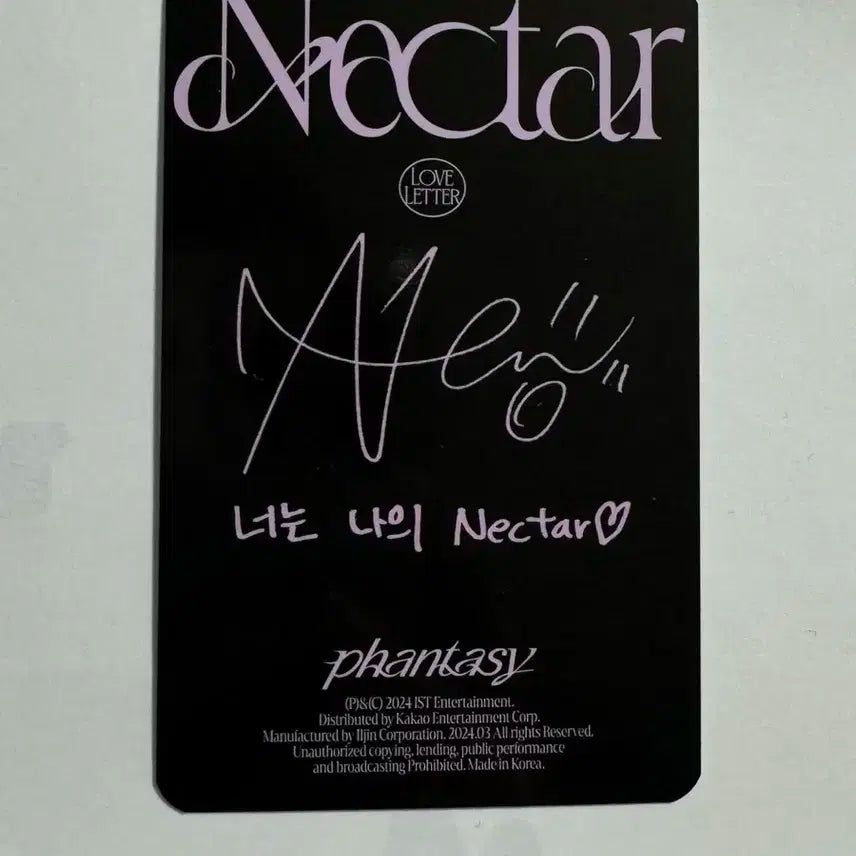 Nectar
LOVE
LETTER
너는 나의 Nectar♡
phantasy
(P)&(C) 2024 IST Entertainment.
Distributed by Kakao Entertainment Corp.
Manufactured by Iljin Corporation. 2024.03 All rights Reserved.
Unauthorized copying, lending, public performance
and broadcasting Prohibited. Made in Korea.